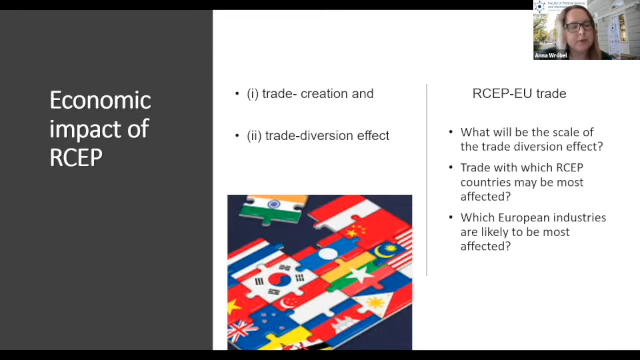 Economic
impact of
RCEP
• (i) trade- creation and
• (ii) trade-diversion effect
RCEP-EU trade
• What will be the scale of
the trade diversion effect?
• Trade with which RCEP
countries may be most
affected?
• Which European industries
are likely to be most
affected?
Anna Wróbel